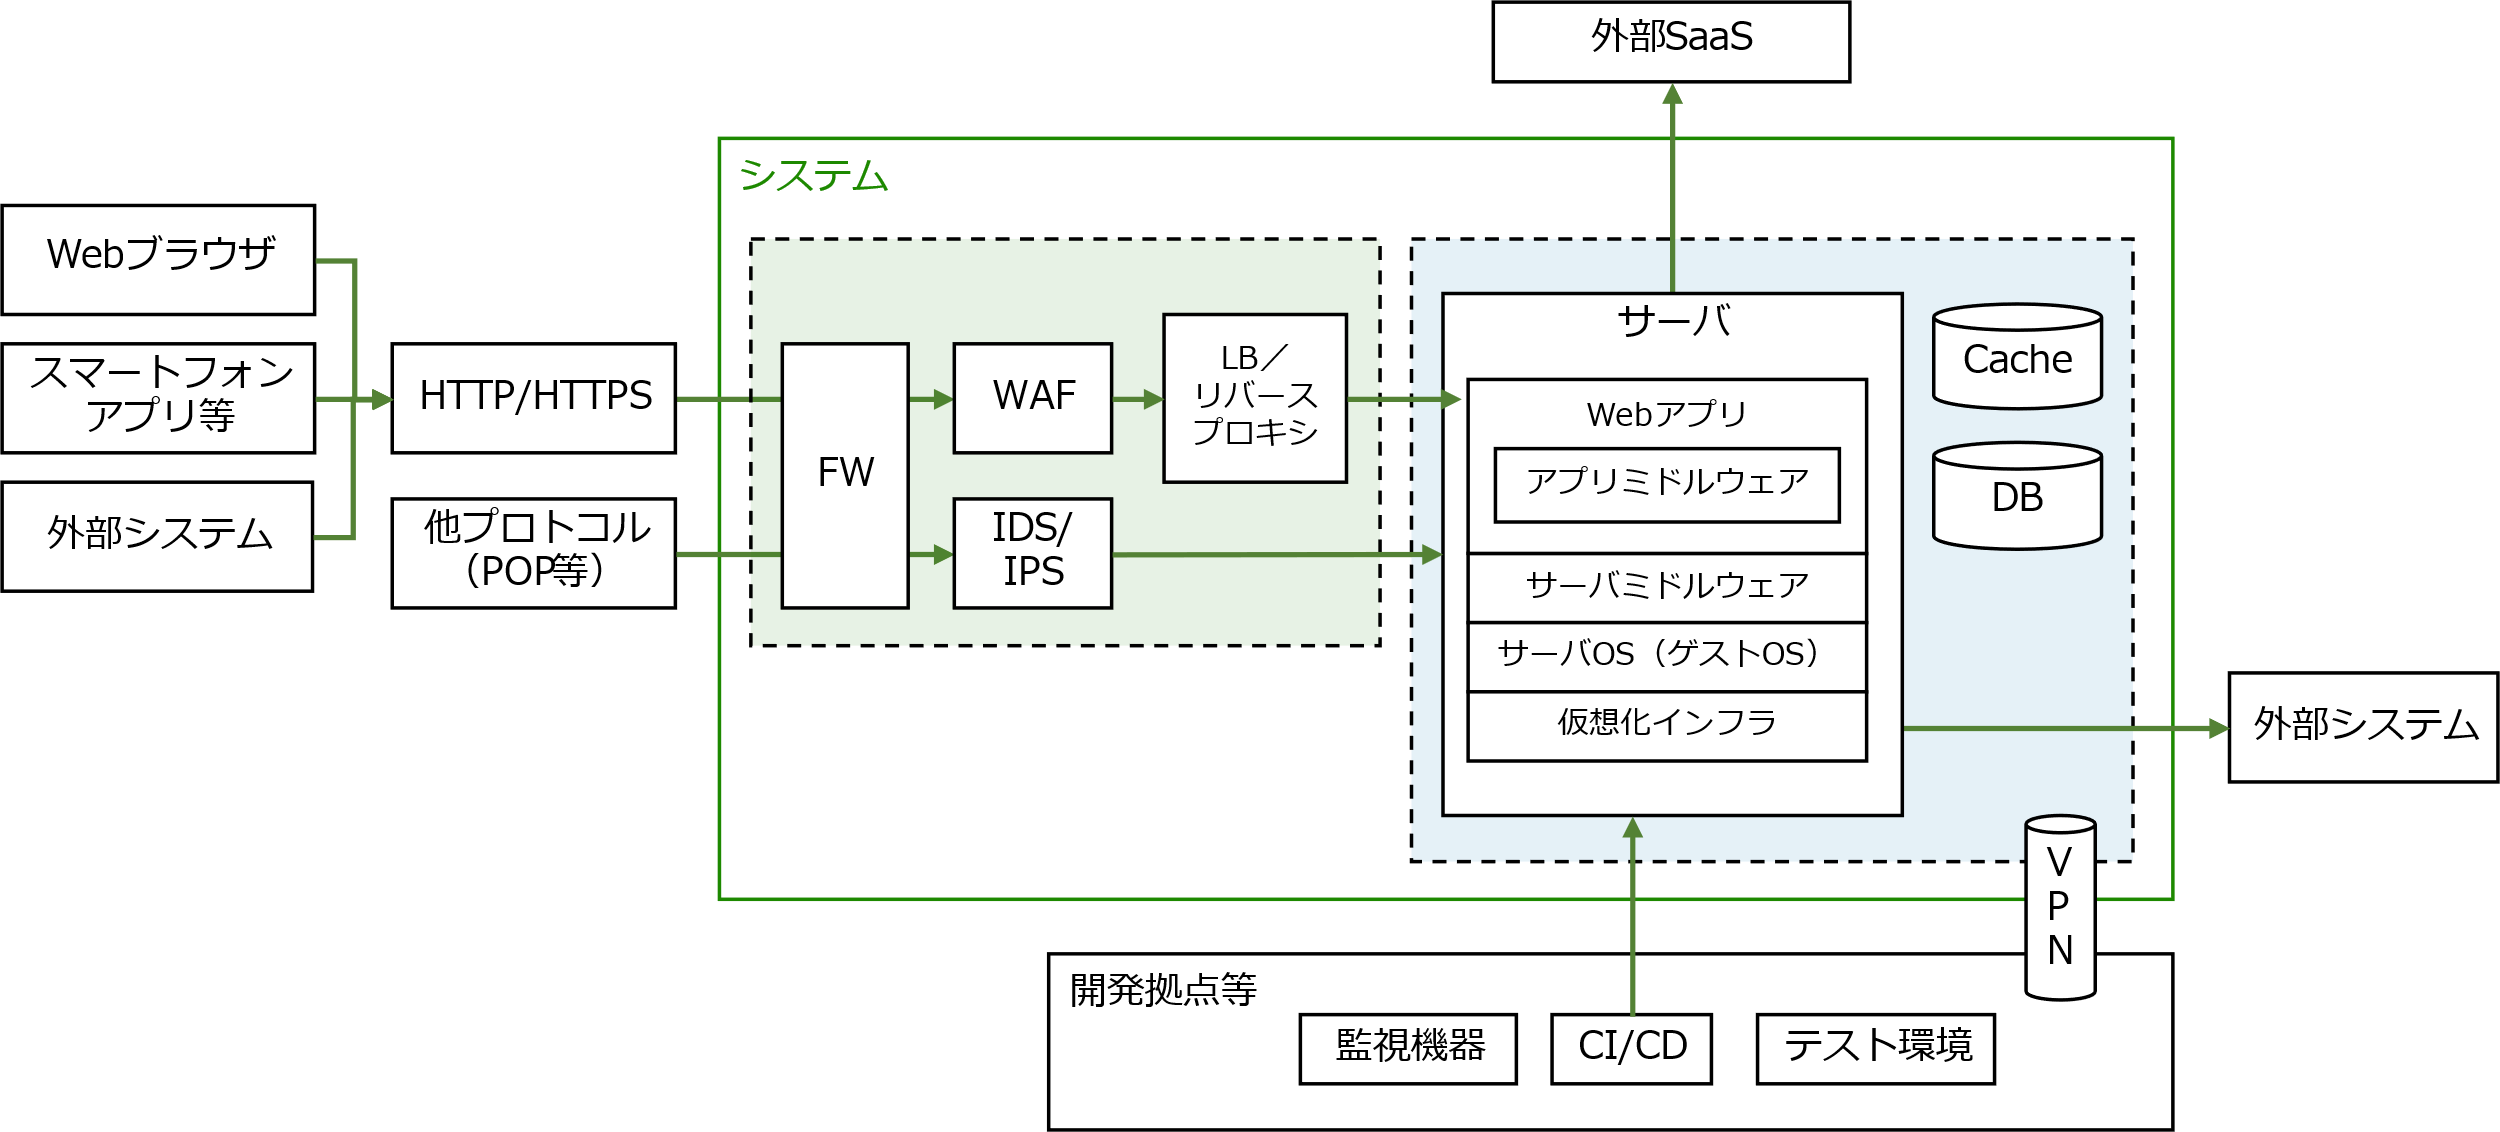 外部SaaS
システム
Webブラウザ
スマートフォン
アプリ等
外部システム
HTTP/HTTPS
他プロトコル
（POP等）
FW
WAF
IDS/
IPS
LB／
リバース
プロキシ
サーバ
Webアプリ
アプリミドルウェア
サーバミドルウェア
サーバOS（ゲストOS）
仮想化インフラ
Cache
DB
外部システム
V
P
N
開発拠点等
監視機器
CI/CD
テスト環境